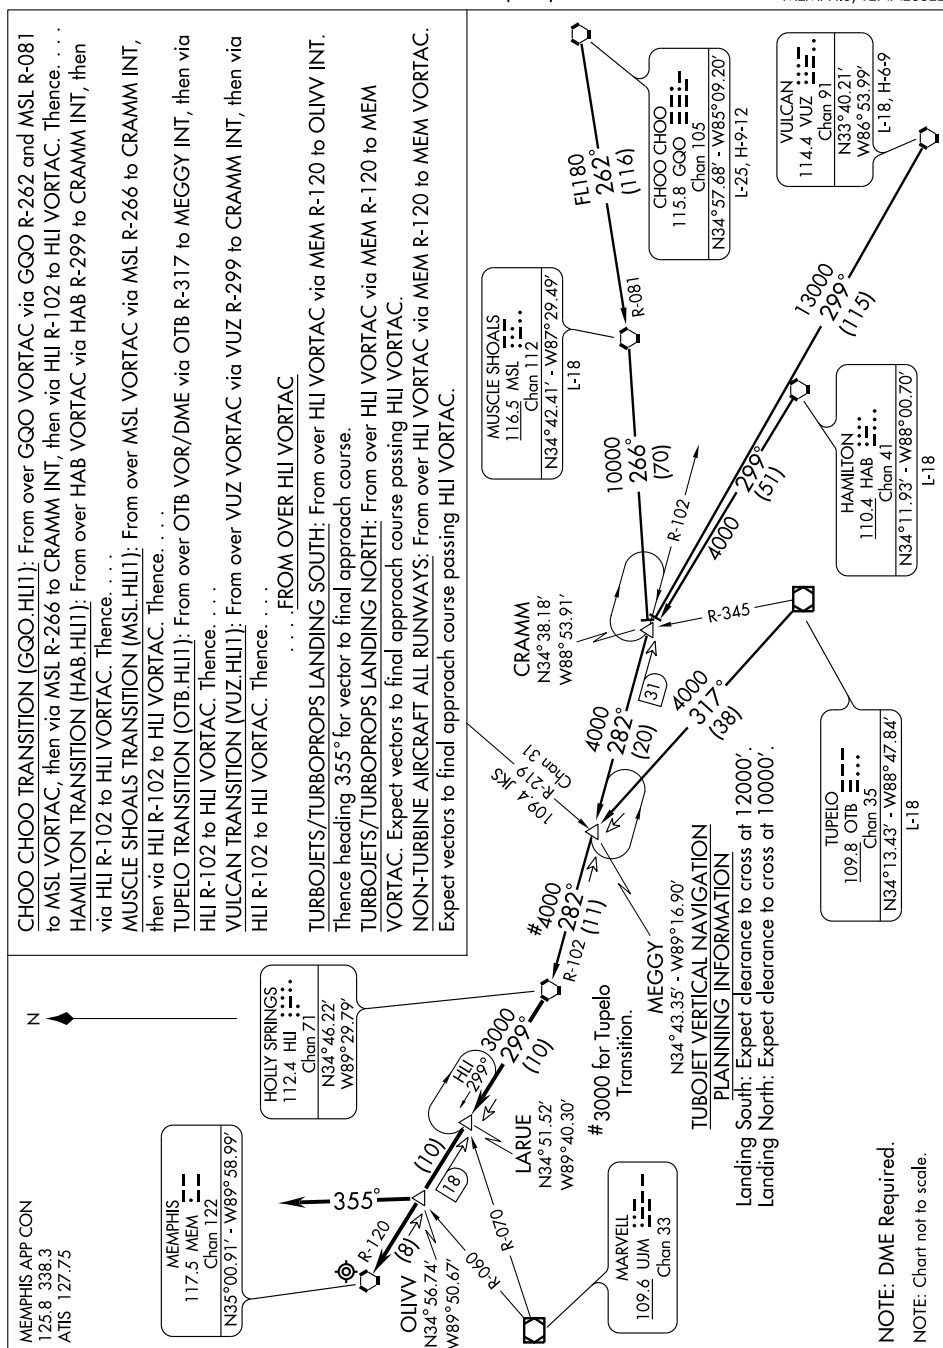 MEMPHIS APP CON
125.8 338.3
ATIS 127.75
CHOO CHOO TRANSITION (GQO.HLI1): From over GQO VORTAC via GQO R-262 and MSL R-081
to MSL VORTAC, then via MSL R-266 to CRAMM INT, then via HLI R-102 to HLI VORTAC. Thence. . . .
HAMILTON TRANSITION (HAB.HLI1): From over HAB VORTAC via HAB R-299 to CRAMM INT, then
via HLI R-102 to HLI VORTAC. Thence. . . .
MUSCLE SHOALS TRANSITION (MSL.HLI1): From over MSL VORTAC via MSL R-266 to CRAMM INT,
then via HLI R-102 to HLI VORTAC. Thence. . . .
TUPELO TRANSITION (OTB.HLI1): From over OTB VOR/DME via OTB R-317 to MEGGY INT, then via
HLI R-102 to HLI VORTAC. Thence. . . .
VULCAN TRANSITION (VUZ.HLI1): From over VUZ VORTAC via VUZ R-299 to CRAMM INT, then via
HLI R-102 to HLI VORTAC. Thence. . . .
. . . .FROM OVER HLI VORTAC
TURBOJETS/TURBOPROPS LANDING SOUTH: From over HLI VORTAC via MEM R-120 to OLIVV INT.
Thence heading 355° for vector to final approach course.
TURBOJETS/TURBOPROPS LANDING NORTH: From over HLI VORTAC via MEM R-120 to MEM
VORTAC. Expect vectors to final approach course passing HLI VORTAC.
NON-TURBINE AIRCRAFT ALL RUNWAYS: From over HLI VORTAC via MEM R-120 to MEM VORTAC.
Expect vectors to final approach course passing HLI VORTAC.
N
MEMPHIS
117.5 MEM
Chan 122
N35°00.91' - W89°58.99'
HOLLY SPRINGS
112.4 HLI
Chan 71
N34°46.22'
W89°29.79'
MUSCLE SHOALS
116.5 MSL
Chan 112
N34°42.41' - W87°29.49'
L-18
CHOO CHOO
115.8 GQO
Chan 105
N34°57.68' - W85°09.20'
L-25, H-9-12
VULCAN
114.4 VUZ
Chan 91
N33°40.21'
W86°53.99'
L-18, H-6-9
FL180
262°
(116)
R-081
10000
266°
(70)
R-102
13000
299°
(115)
4000
299°
(51)
HAMILTON
110.4 HAB
Chan 41
N34°11.93' - W88°00.70'
L-18
CRAMM
N34°38.18'
W88°53.91'
31
R-345
4000
282°
(20)
4000
317°
(38)
109.4 JKS
R-219
Chan 31
TUPELO
109.8 OTB
Chan 35
N34°13.43' - W88°47.84'
L-18
#4000
282°
(11)
R-102
MEGGY
N34°43.35' - W89°16.90'
#3000 for Tupelo
Transition.
3000
299°
(10)
HLI
299°
LARUE
N34°51.52'
W89°40.30'
(10)
18
355°
R-120
(8)
OLIVV
N34°56.74'
W89°50.67'
R-070
R-060
MARVELL
109.6 UJM
Chan 33
TUBOJET VERTICAL NAVIGATION
PLANNING INFORMATION
Landing South: Expect clearance to cross at 12000'.
Landing North: Expect clearance to cross at 10000'.
NOTE: DME Required.
NOTE: Chart not to scale.